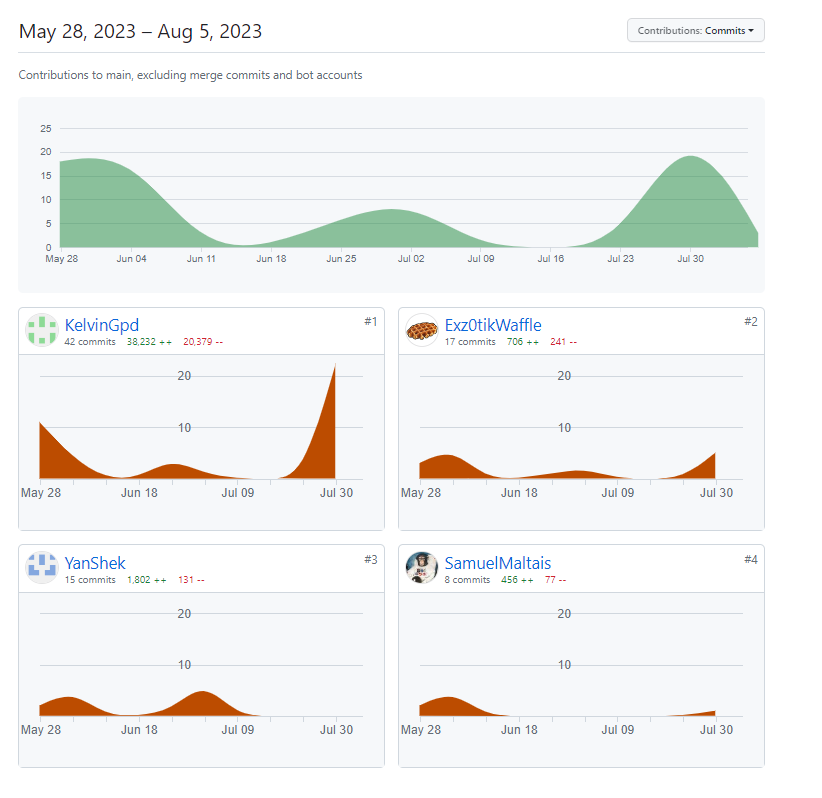 May 28, 2023 – Aug 5, 2023
Contributions: Commits
Contributions to main, excluding merge commits and bot accounts
25
20
15
10
5
0
May 28 Jun 04 Jun 11 Jun 18 Jun 25 Jul 02 Jul 09 Jul 16 Jul 23 Jul 30
KelvinGpd #1
42 commits 38,232 ++ 20,379 --
20
10
May 28 Jun 18 Jul 09 Jul 30
Exz0tikWaffle #2
17 commits 706 ++ 241 --
20
10
May 28 Jun 18 Jul 09 Jul 30
YanShek #3
15 commits 1,802 ++ 131 --
20
10
May 28 Jun 18 Jul 09 Jul 30
SamuelMaltais #4
8 commits 456 ++ 77 --
20
10
May 28 Jun 18 Jul 09 Jul 30